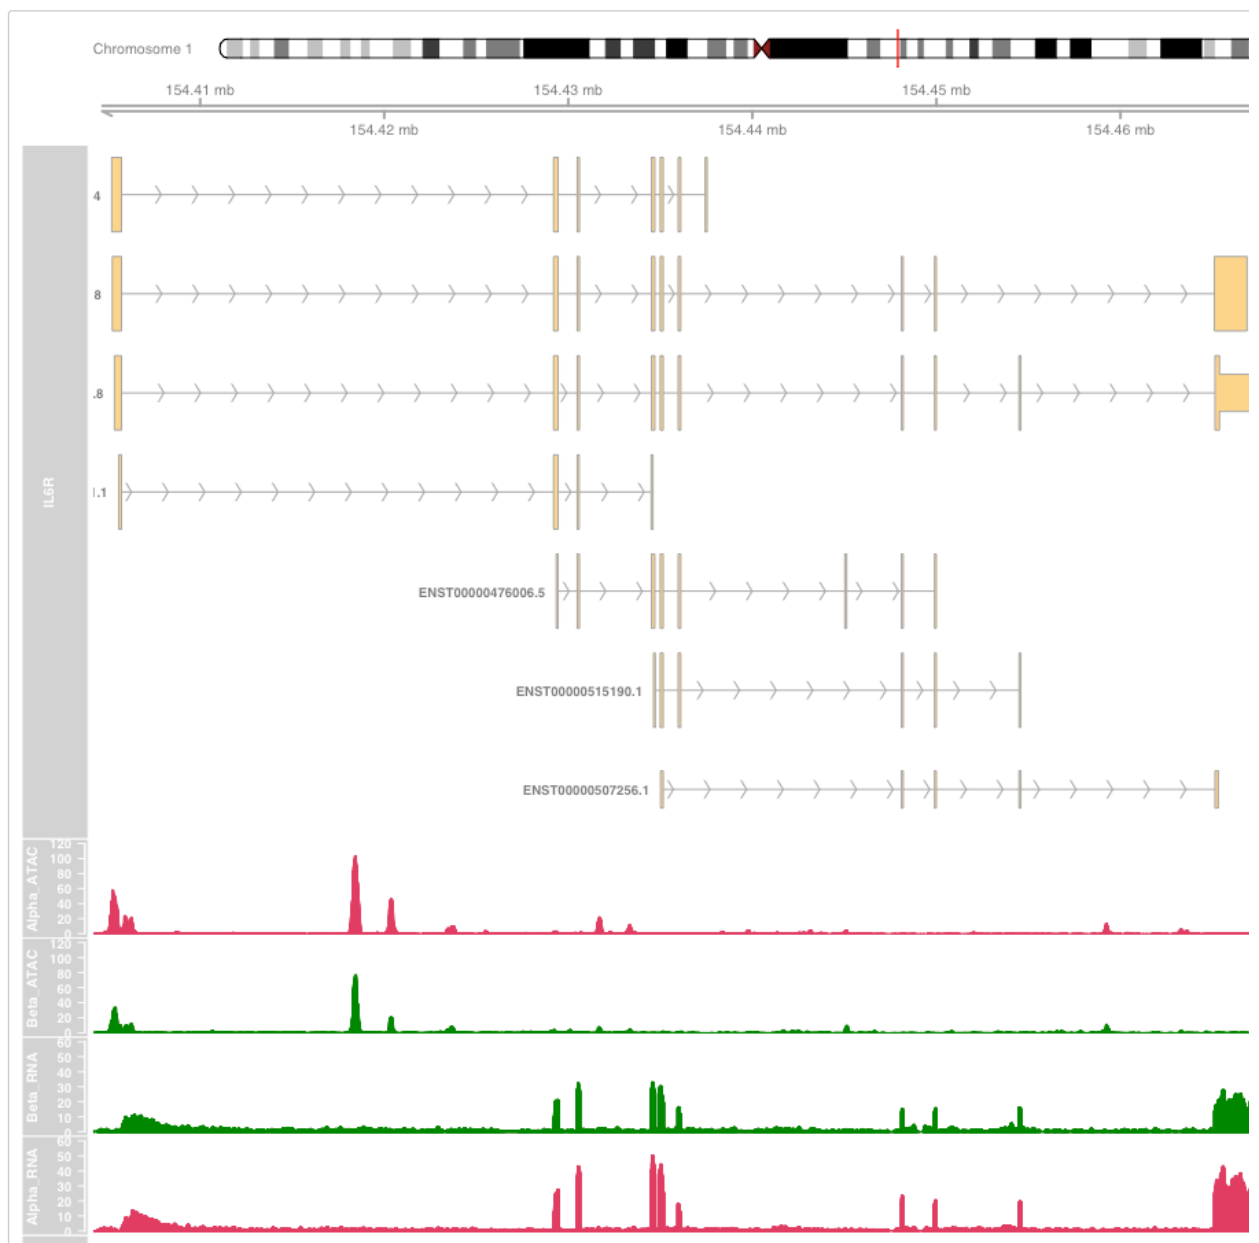 Chromosome 1
154.41 mb
154.43 mb
154.45 mb
154.42 mb
154.44 mb
154.46 mb
IL6R
4
8
.8
ENST00000476006.5
ENST00000515190.1
ENST00000507256.1
Alpha_ATAC
120
100
80
60
40
20
0
Beta_ATAC
120
100
80
60
40
20
0
Beta_RNA
60
50
40
30
20
10
0
Alpha_RNA
60
50
40
30
20
10
0